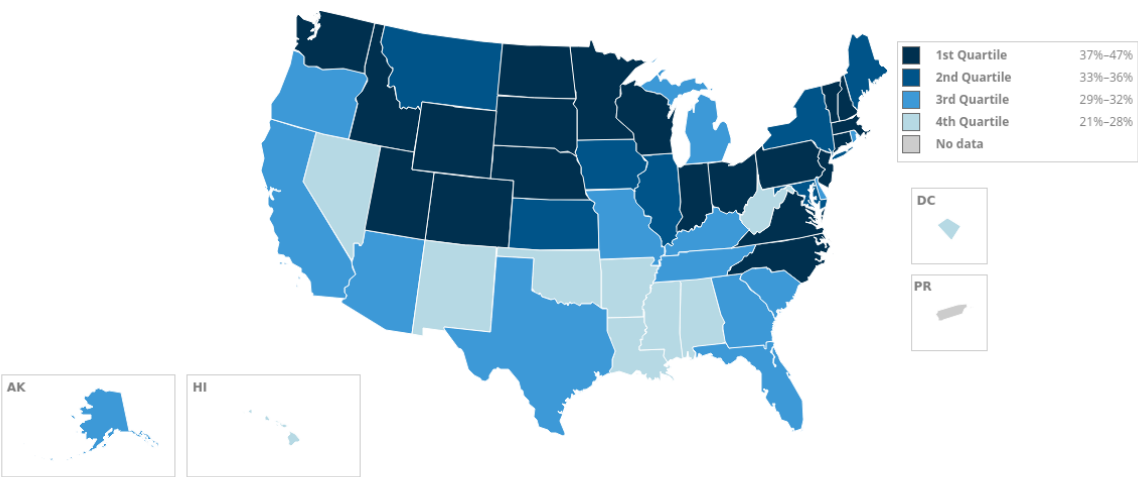 1st Quartile 37%–47%
2nd Quartile 33%–36%
3rd Quartile 29%–32%
4th Quartile 21%–28%
No data
DC
PR
AK
HI